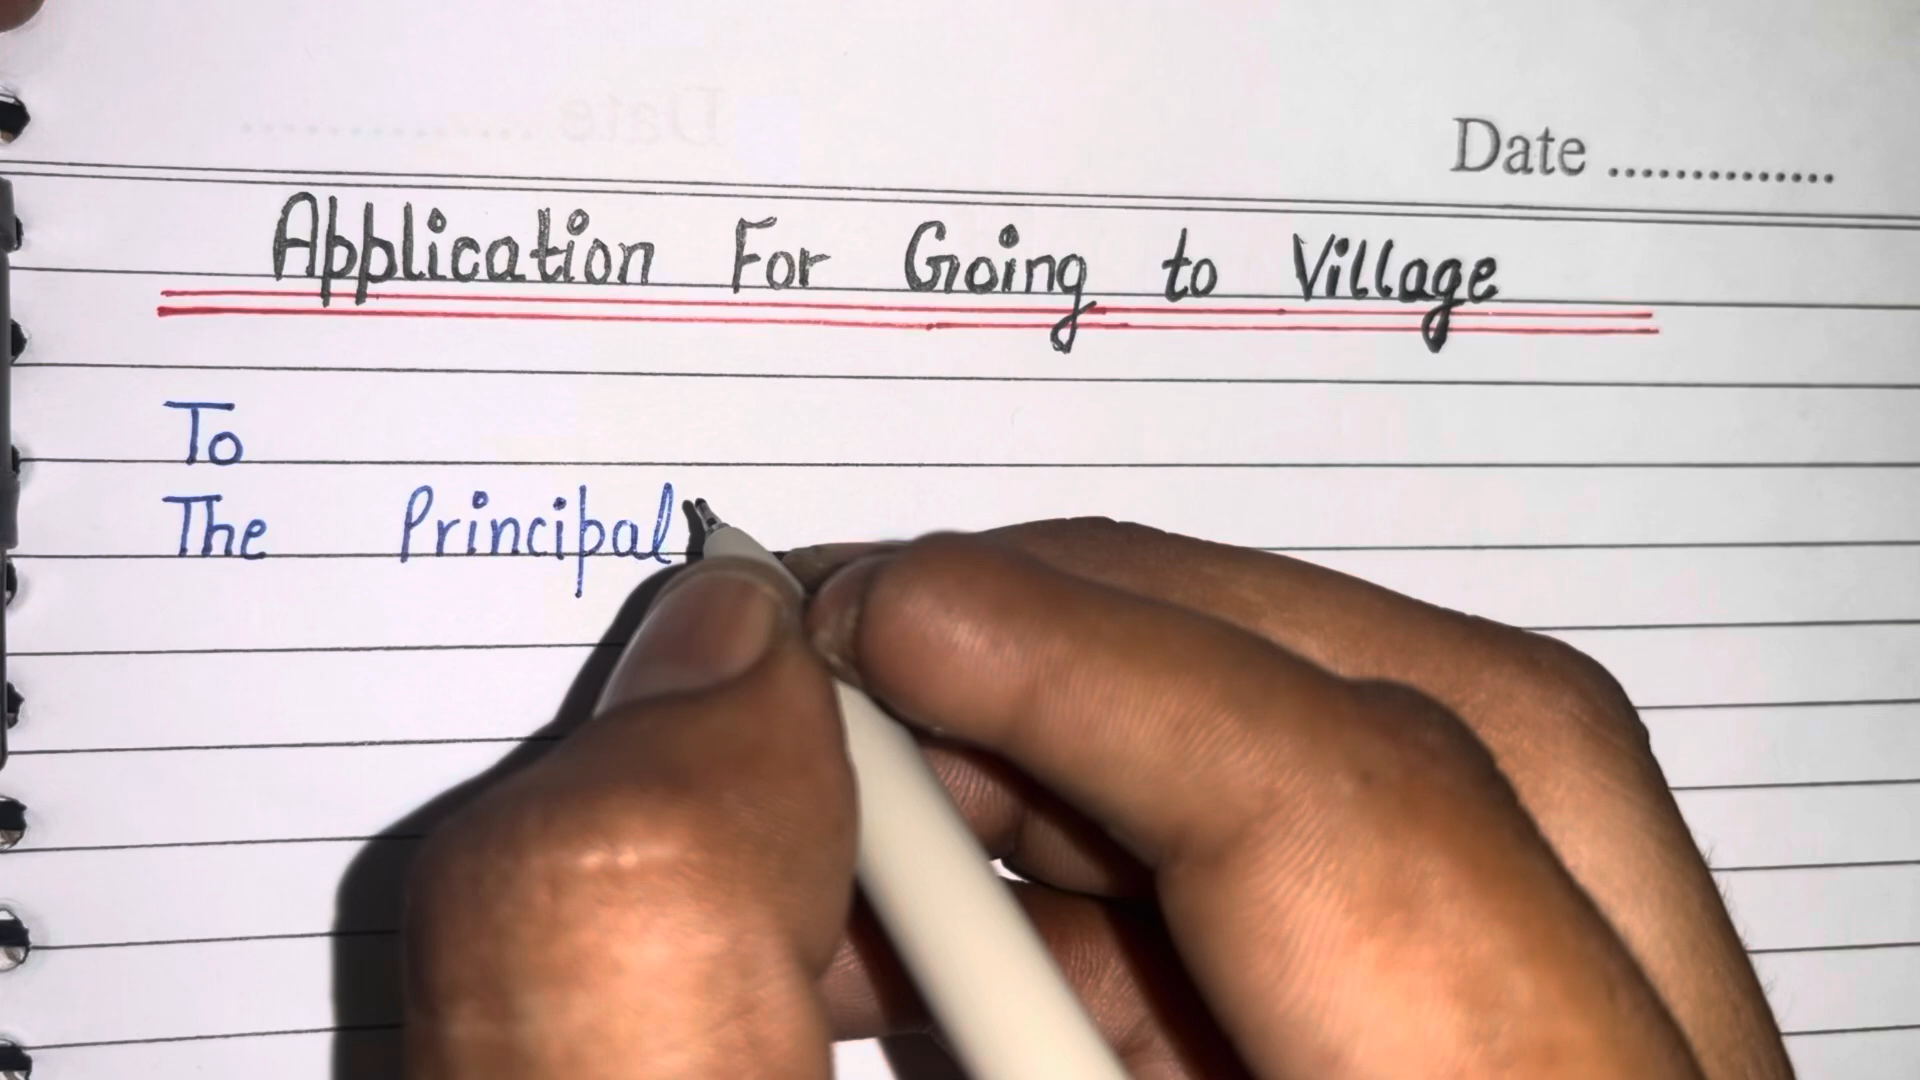 Date ..............
Application For Going to Village
To
The Principal